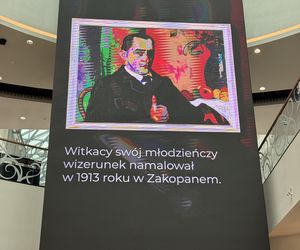 Witkacy swój młodzieńczy
wizerunek namalował
w 1913 roku w Zakopanem.